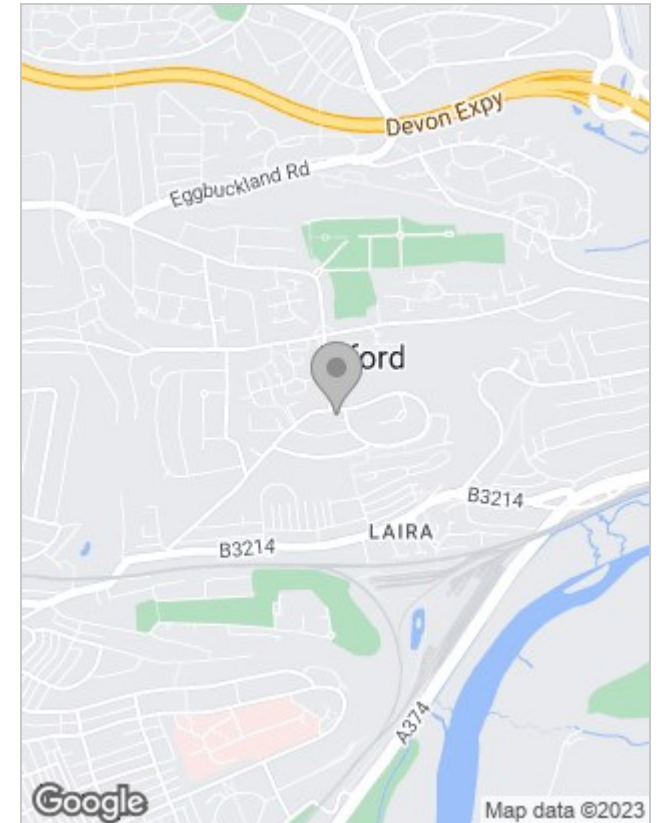 Devon Expy
Eggbuckland Rd
ford
B3214
LAIRA
B3214
A374
Google
Map data ©2023